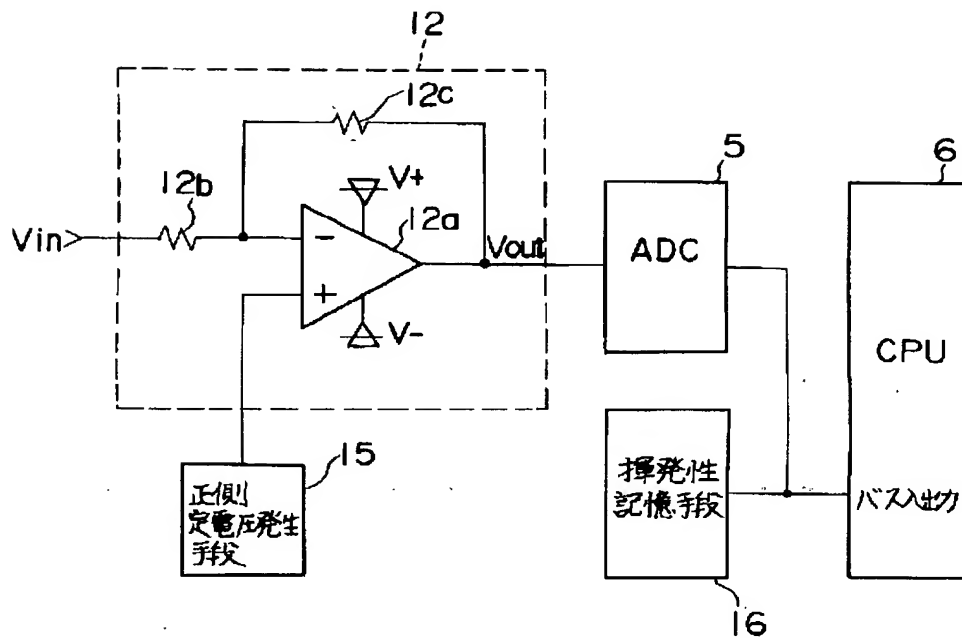 12
12c
12b
V+
12a
Vin
−
Vout
+
V−
5
ADC
6
CPU
15
正側
定電圧発生
手段
揮発性
記憶手段
バス入出力
16